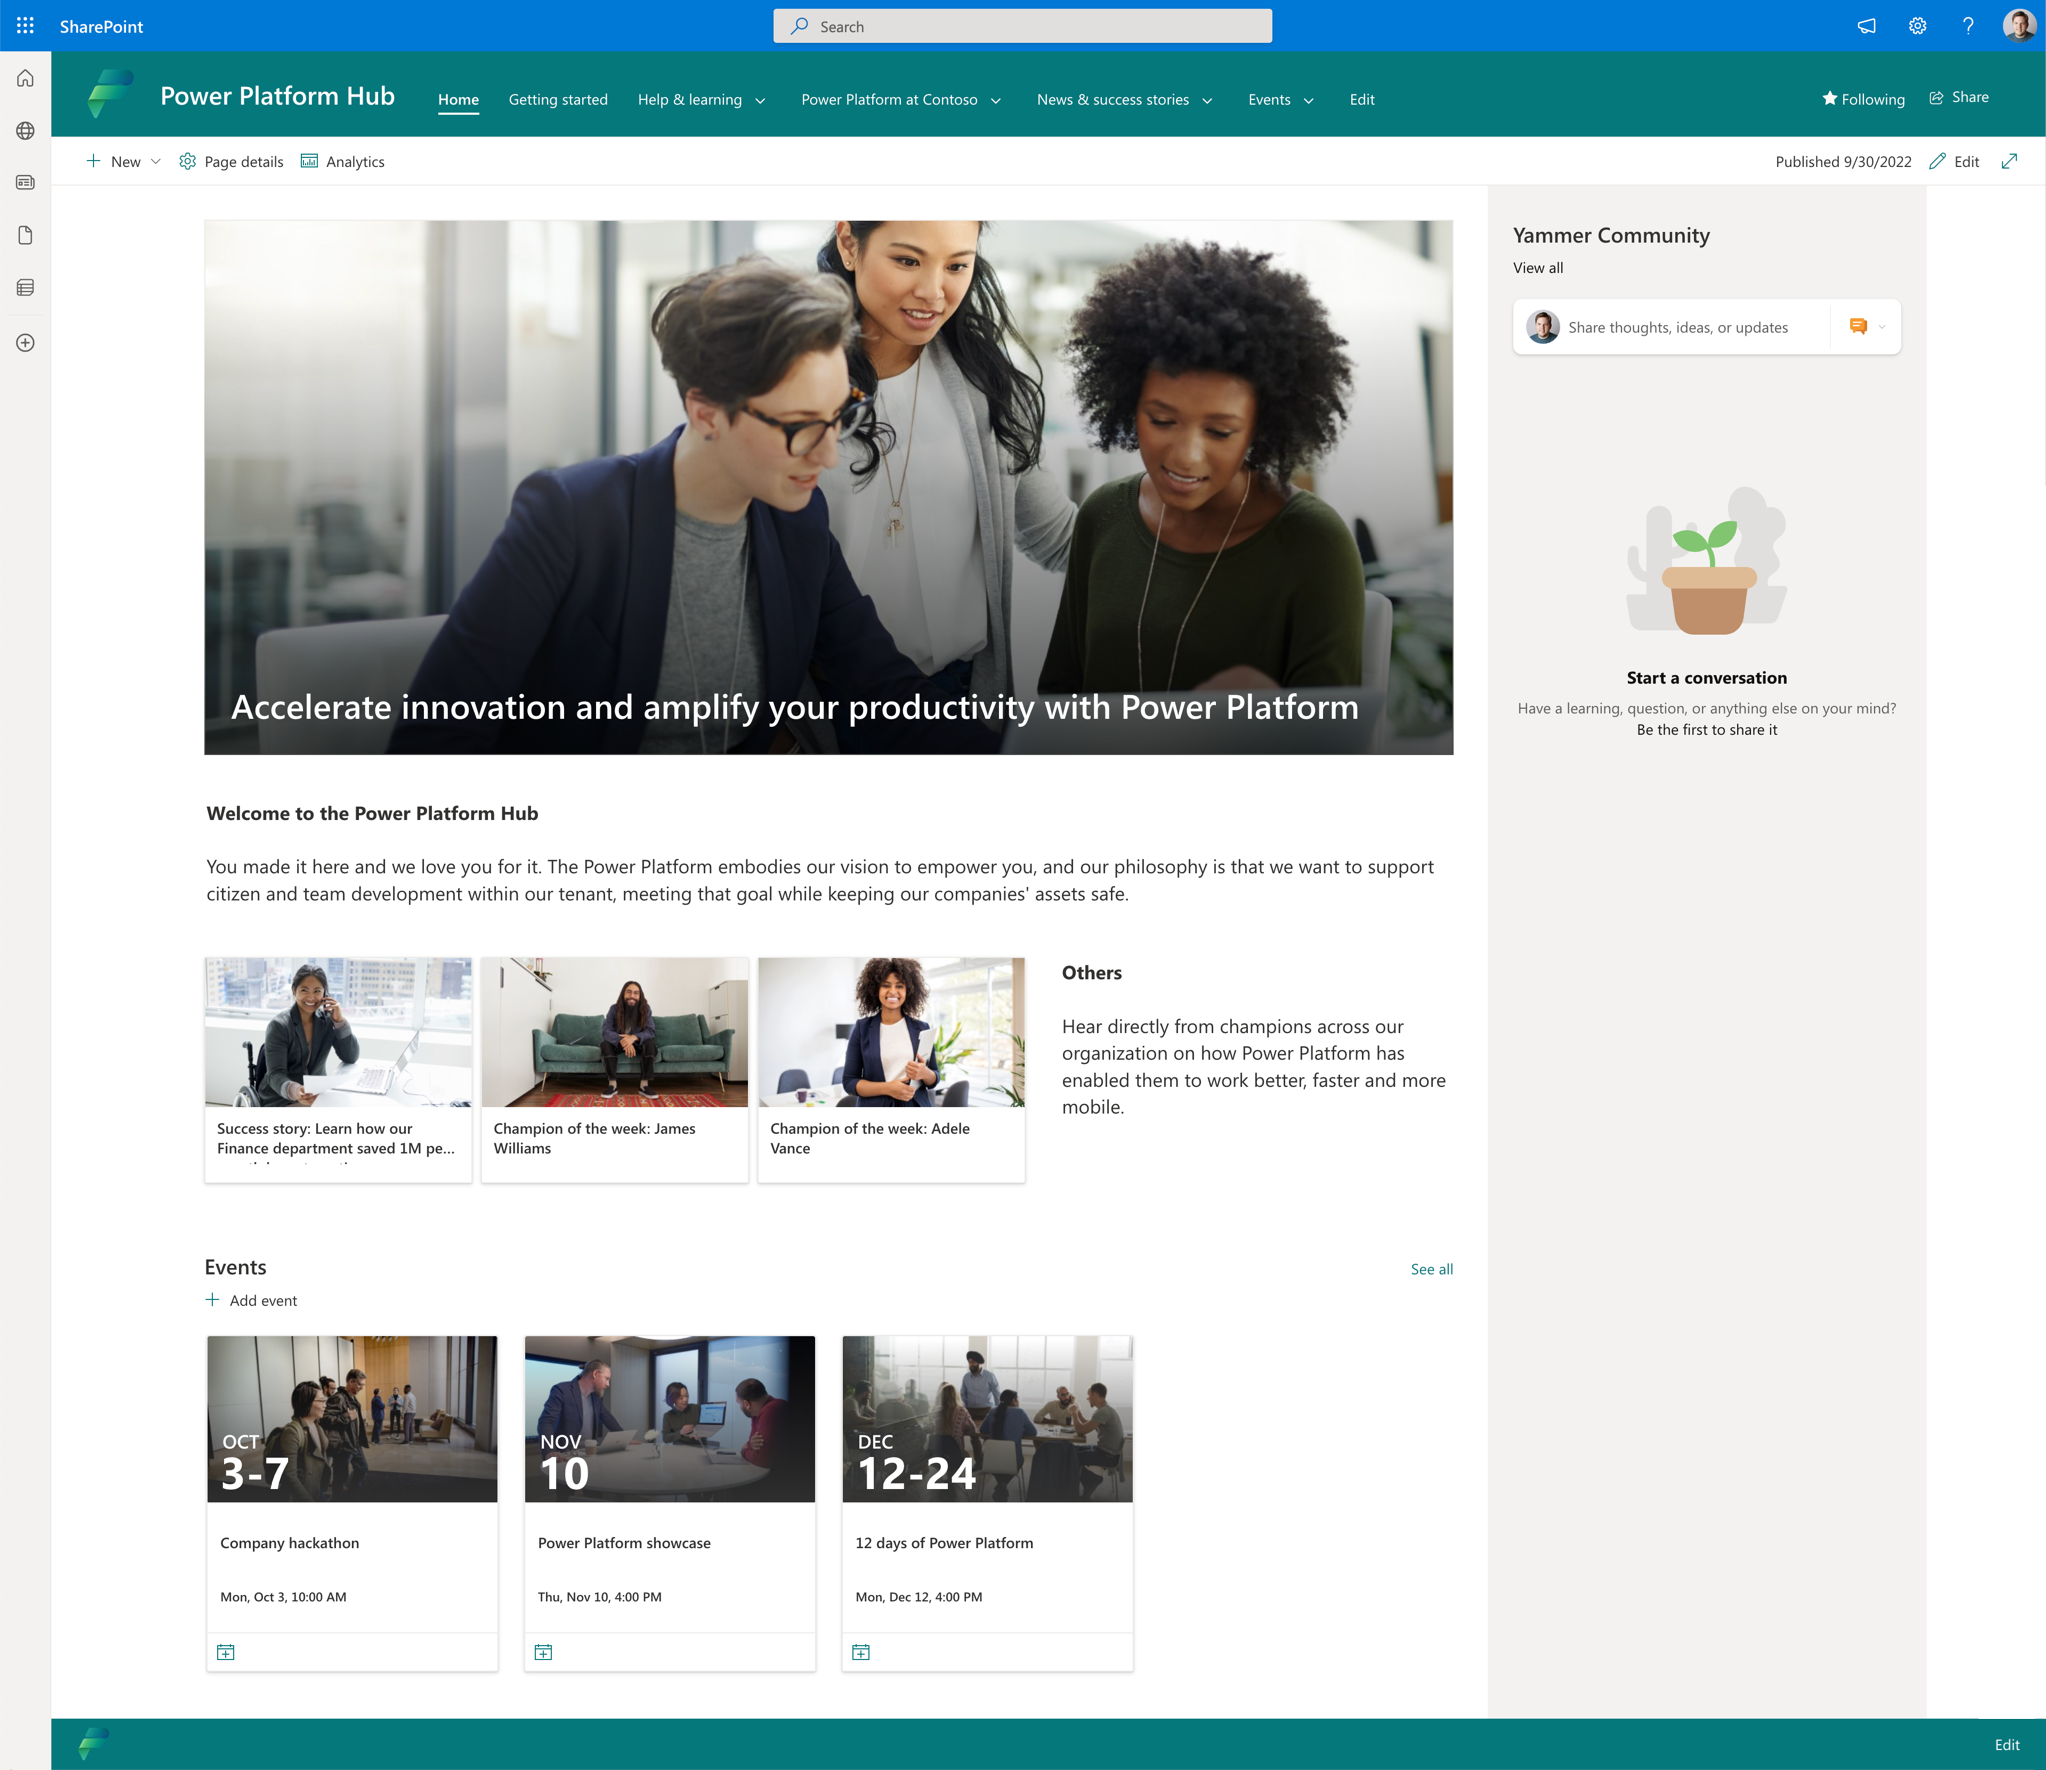 SharePoint
Search
Power Platform Hub
Home
Getting started
Help & learning
Power Platform at Contoso
News & success stories
Events
Edit
Following
Share
New
Page details
Analytics
Published 9/30/2022
Edit
Accelerate innovation and amplify your productivity with Power Platform
Yammer Community
View all
Share thoughts, ideas, or updates
Start a conversation
Have a learning, question, or anything else on your mind?
Be the first to share it
Welcome to the Power Platform Hub
You made it here and we love you for it. The Power Platform embodies our vision to empower you, and our philosophy is that we want to support
citizen and team development within our tenant, meeting that goal while keeping our companies' assets safe.
Success story: Learn how our
Finance department saved 1M pe...
Champion of the week: James
Williams
Champion of the week: Adele
Vance
Others
Hear directly from champions across our
organization on how Power Platform has
enabled them to work better, faster and more
mobile.
Events
See all
Add event
OCT
3-7
Company hackathon
Mon, Oct 3, 10:00 AM
NOV
10
Power Platform showcase
Thu, Nov 10, 4:00 PM
DEC
12-24
12 days of Power Platform
Mon, Dec 12, 4:00 PM
Edit